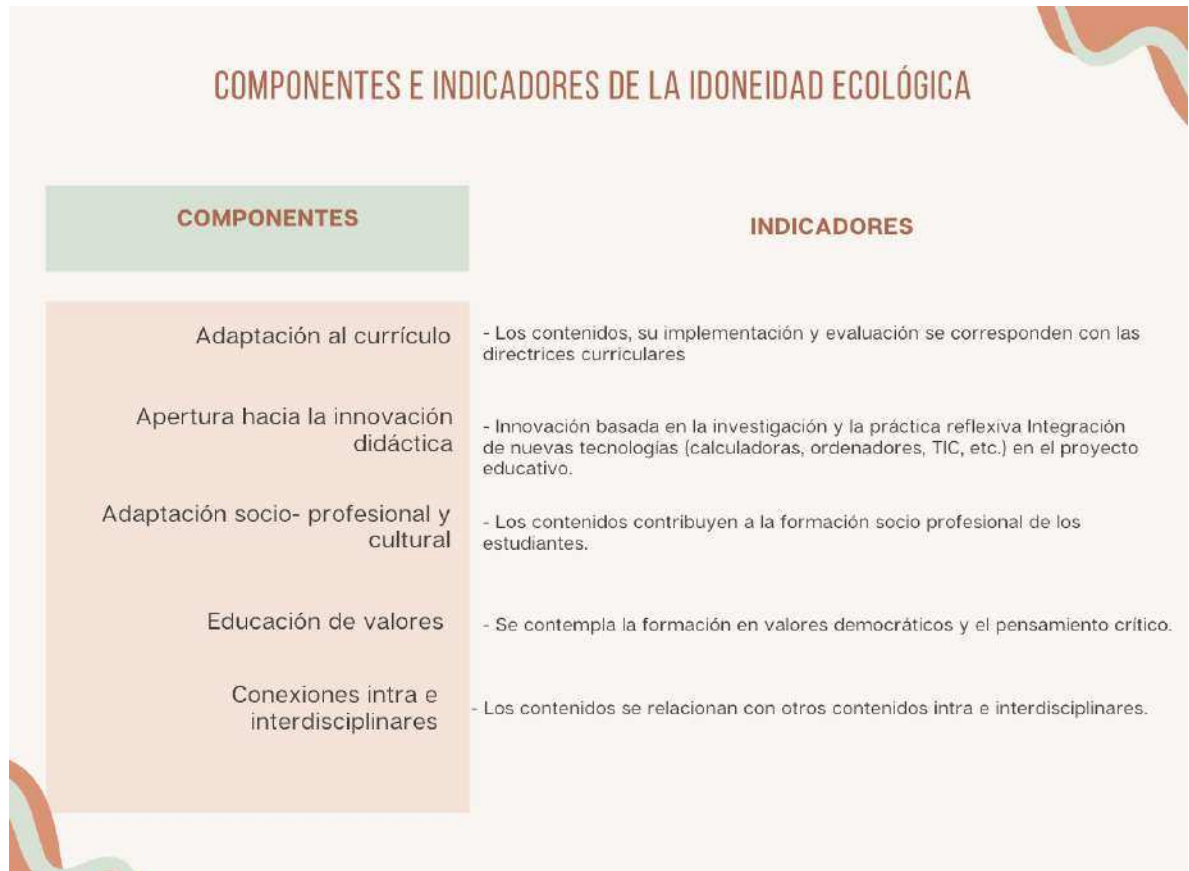 COMPONENTES E INDICADORES DE LA IDONEIDAD ECOLÓGICA
COMPONENTES
INDICADORES
Adaptación al currículo
- Los contenidos, su implementación y evaluación se corresponden con las
directrices curriculares
Apertura hacia la innovación
didáctica
- Innovación basada en la investigación y la práctica reflexiva Integración
de nuevas tecnologías (calculadoras, ordenadores, TIC, etc.) en el proyecto
educativo.
Adaptación socio- profesional y
cultural
- Los contenidos contribuyen a la formación socio profesional de los
estudiantes.
Educación de valores
- Se contempla la formación en valores democráticos y el pensamiento crítico.
Conexiones intra e
interdisciplinares
- Los contenidos se relacionan con otros contenidos intra e interdisciplinares.